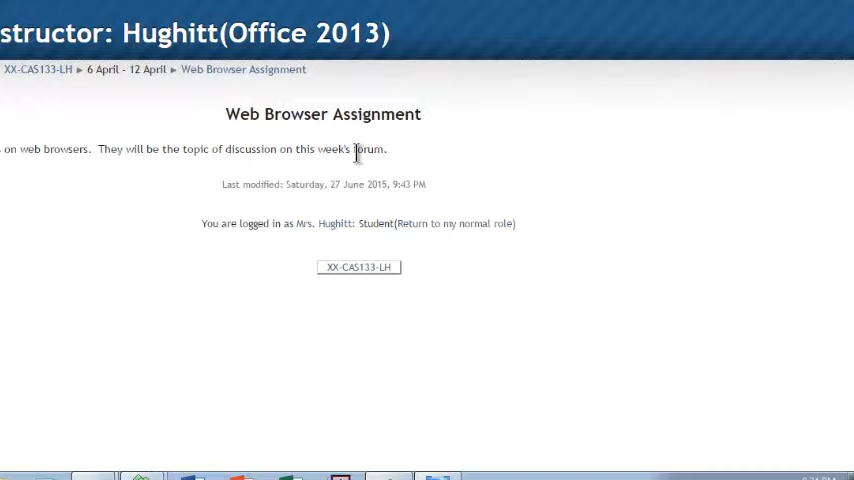 structor: Hughitt(Office 2013)
XX-CAS133-LH ► 6 April - 12 April ► Web Browser Assignment
Web Browser Assignment
s on web browsers. They will be the topic of discussion on this week's forum.
Last modified: Saturday, 27 June 2015, 9:43 PM
You are logged in as Mrs. Hughitt: Student(Return to my normal role)
XX-CAS133-LH